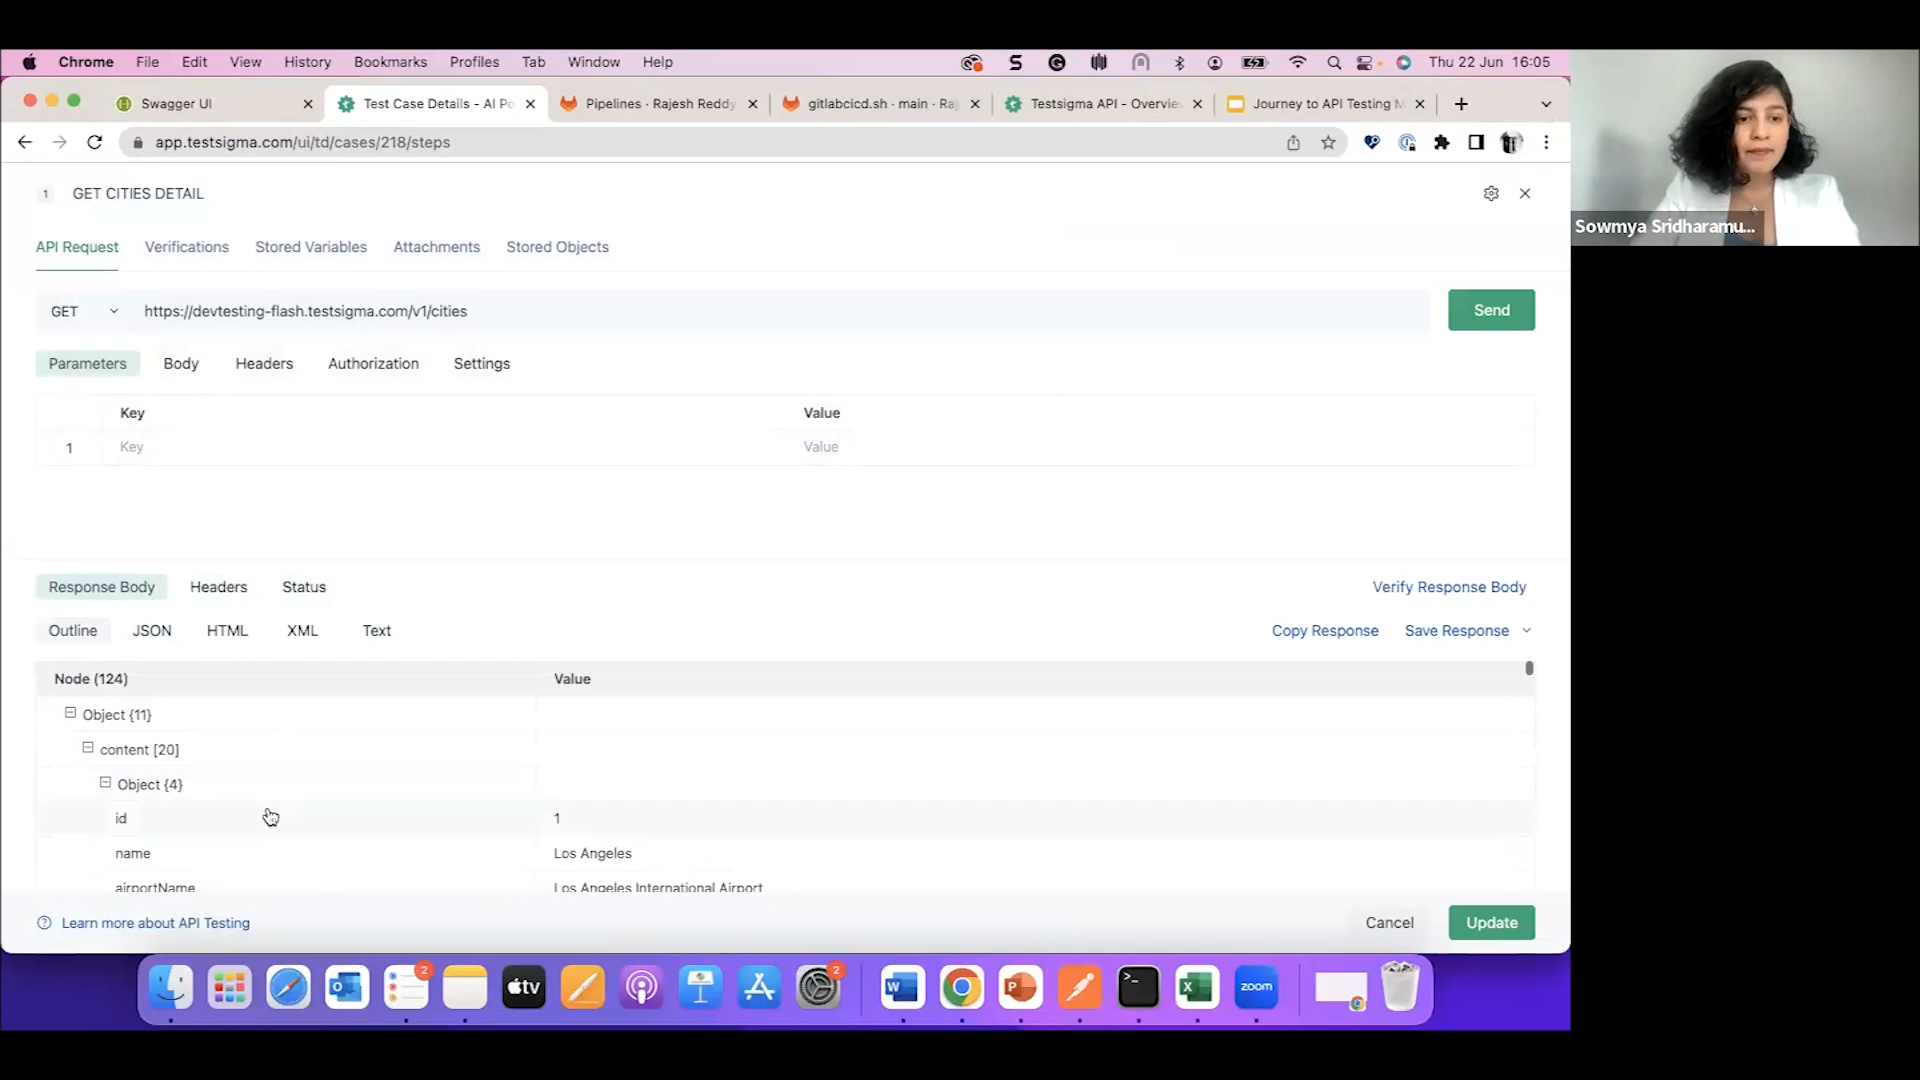 Chrome File Edit View History Bookmarks Profiles Tab Window Help Thu 22 Jun 16:05
Swagger UI Test Case Details - AI Po Pipelines · Rajesh Reddy gitlabcicd.sh · main · Raj Testsigma API - Overvie Journey to API Testing M
app.testsigma.com/ui/td/cases/218/steps
Sowmya Sridharamu...
1 GET CITIES DETAIL
API Request Verifications Stored Variables Attachments Stored Objects
GET https://devtesting-flash.testsigma.com/v1/cities Send
Parameters Body Headers Authorization Settings
Key Value
1 Key Value
Response Body Headers Status Verify Response Body
Outline JSON HTML XML Text Copy Response Save Response
Node (124) Value
Object {11}
content [20]
Object {4}
id 1
name Los Angeles
airportName Los Angeles International Airport
Learn more about API Testing Cancel Update
2 tv 2 W P >_ X zoom